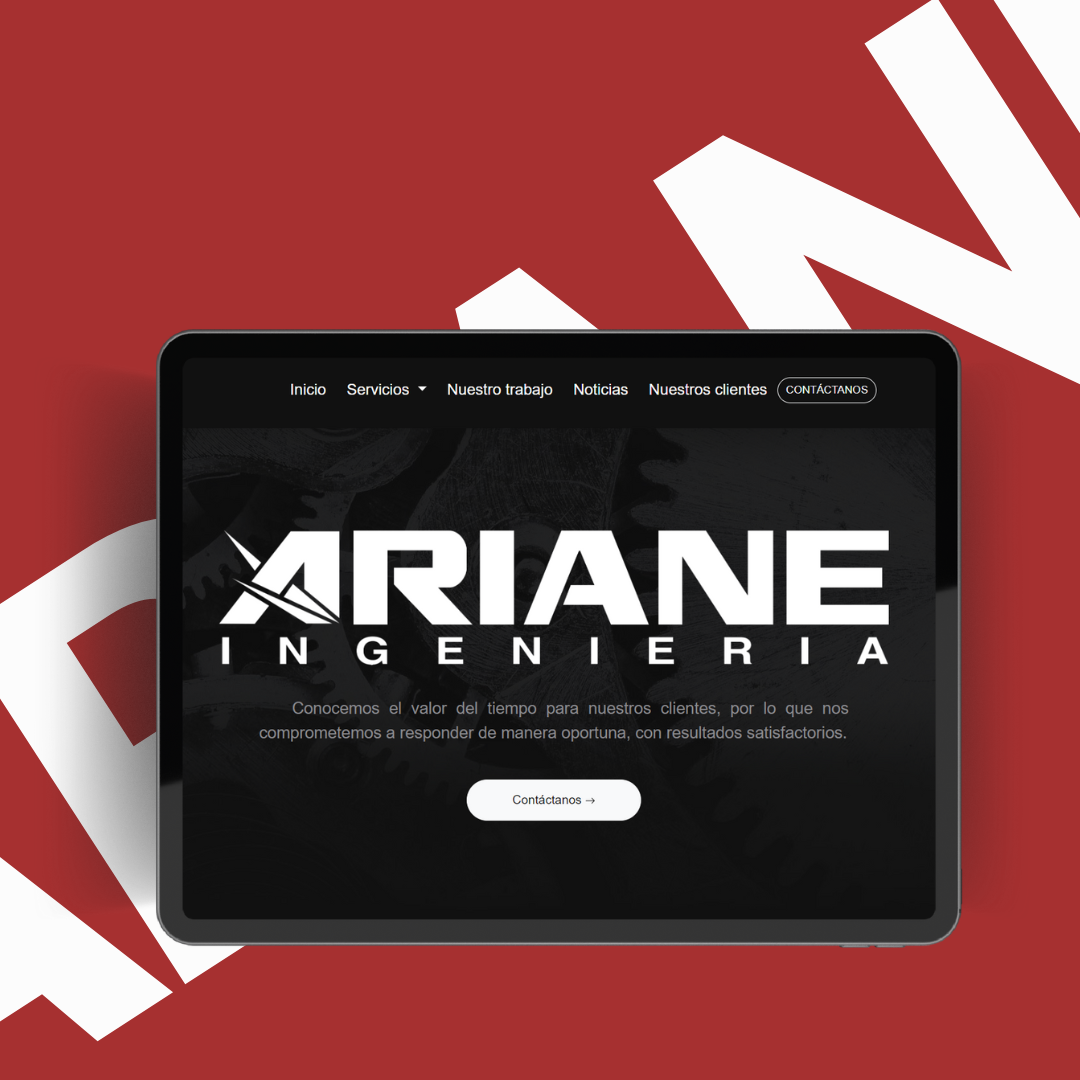 Inicio Servicios Nuestro trabajo Noticias Nuestros clientes CONTÁCTANOS
ARIANE
INGENIERIA
Conocemos el valor del tiempo para nuestros clientes, por lo que nos
comprometemos a responder de manera oportuna, con resultados satisfactorios.
Contáctanos →